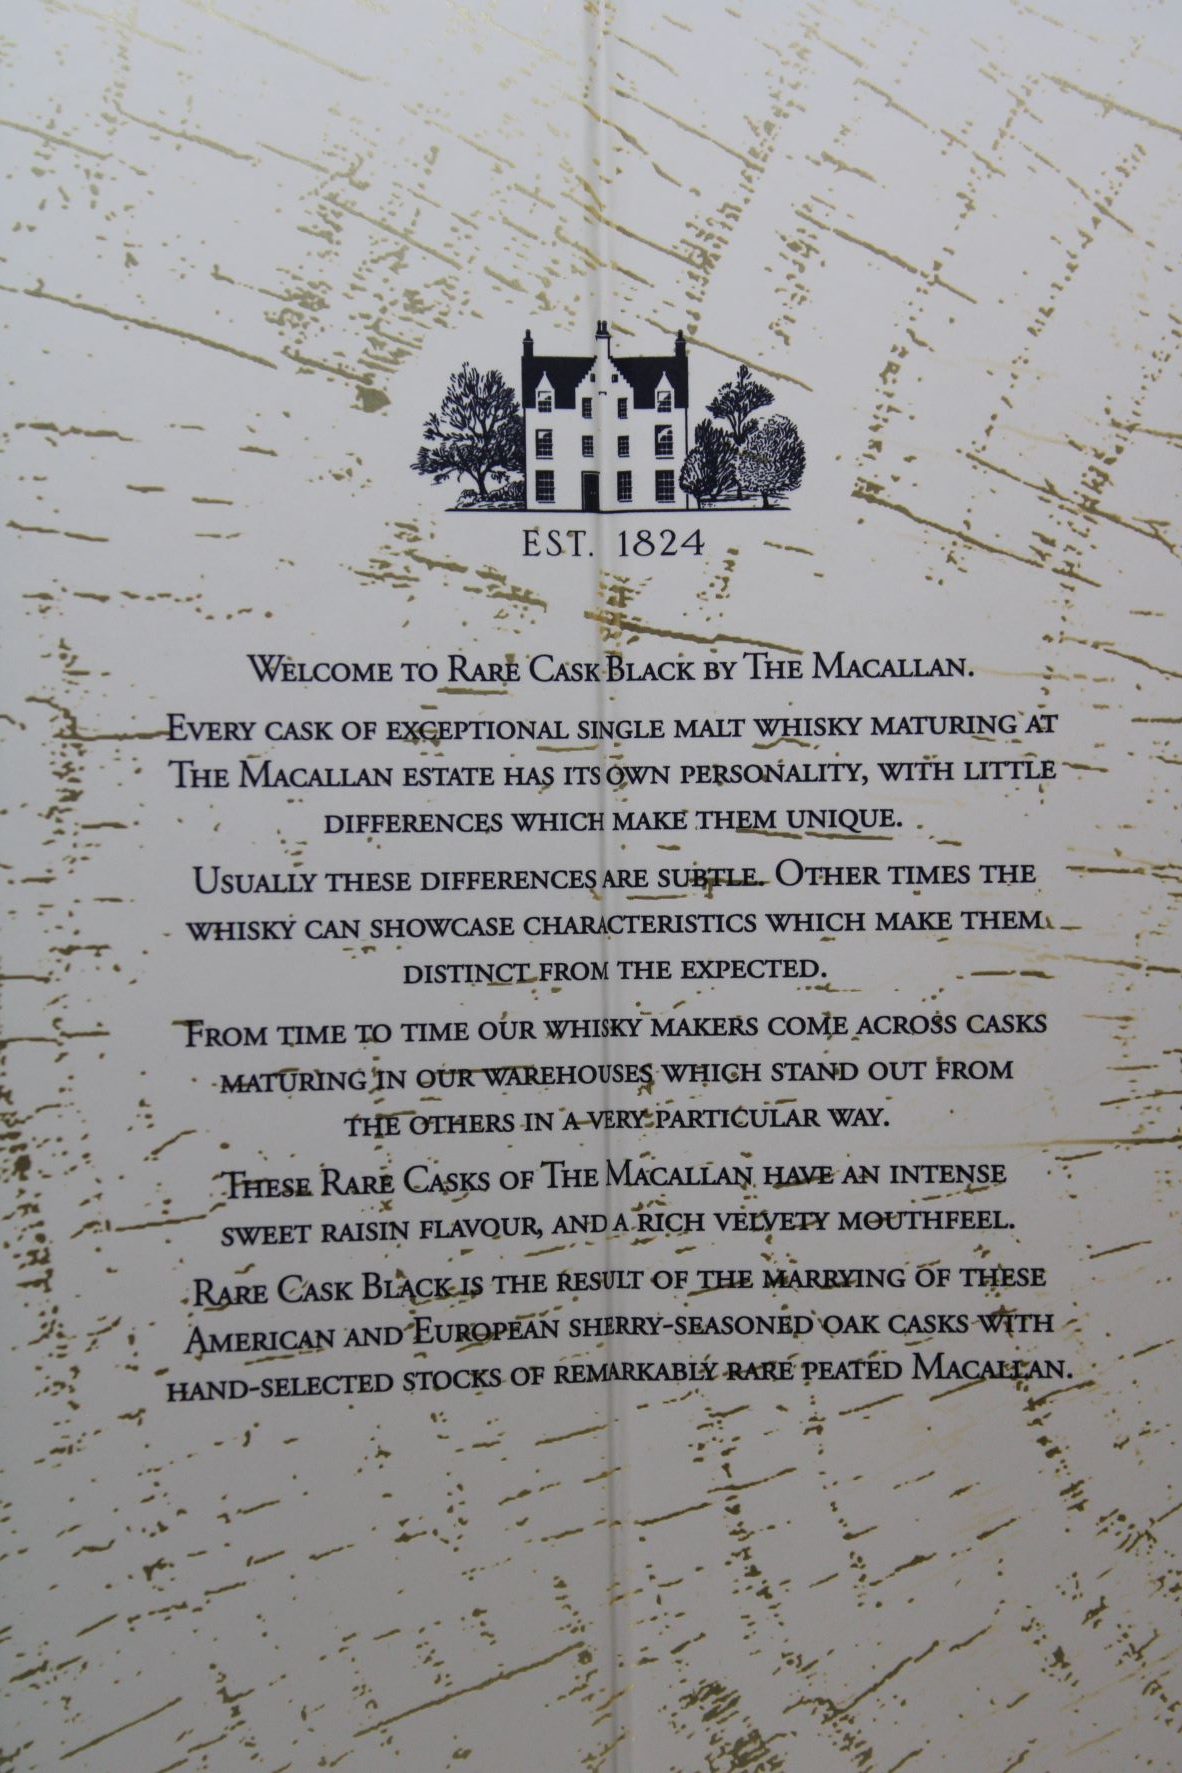 EST. 1824
WELCOME TO RARE CASK BLACK BY THE MACALLAN.
EVERY CASK OF EXCEPTIONAL SINGLE MALT WHISKY MATURING AT
THE MACALLAN ESTATE HAS ITS OWN PERSONALITY, WITH LITTLE
DIFFERENCES WHICH MAKE THEM UNIQUE.
USUALLY THESE DIFFERENCES ARE SUBTLE. OTHER TIMES THE
WHISKY CAN SHOWCASE CHARACTERISTICS WHICH MAKE THEM
DISTINCT FROM THE EXPECTED.
FROM TIME TO TIME OUR WHISKY MAKERS COME ACROSS CASKS
MATURING IN OUR WAREHOUSES WHICH STAND OUT FROM
THE OTHERS IN A VERY PARTICULAR WAY.
THESE RARE CASKS OF THE MACALLAN HAVE AN INTENSE
SWEET RAISIN FLAVOUR, AND A RICH VELVETY MOUTHFEEL.
RARE CASK BLACK IS THE RESULT OF THE MARRYING OF THESE
AMERICAN AND EUROPEAN SHERRY-SEASONED OAK CASKS WITH
HAND-SELECTED STOCKS OF REMARKABLY RARE PEATED MACALLAN.